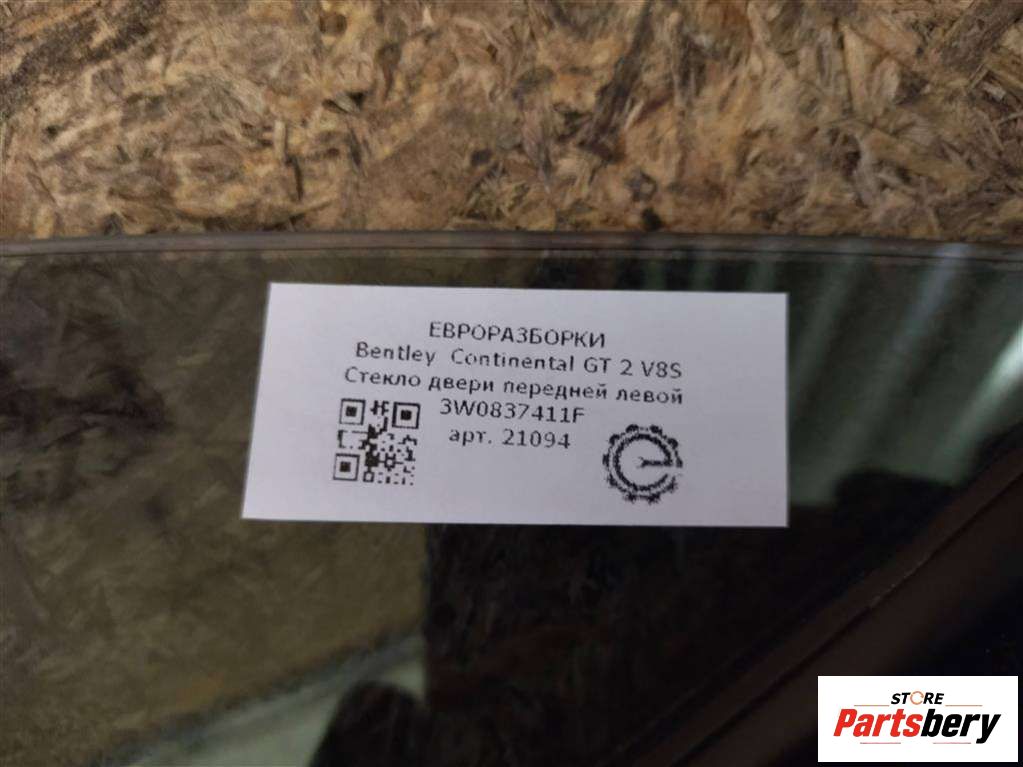 ЕВРОРАЗБОРКИ
Bentley Continental GT 2 V8S
Стекло двери передней левой
3W0837411F
арт. 21094
STORE
Partsbery